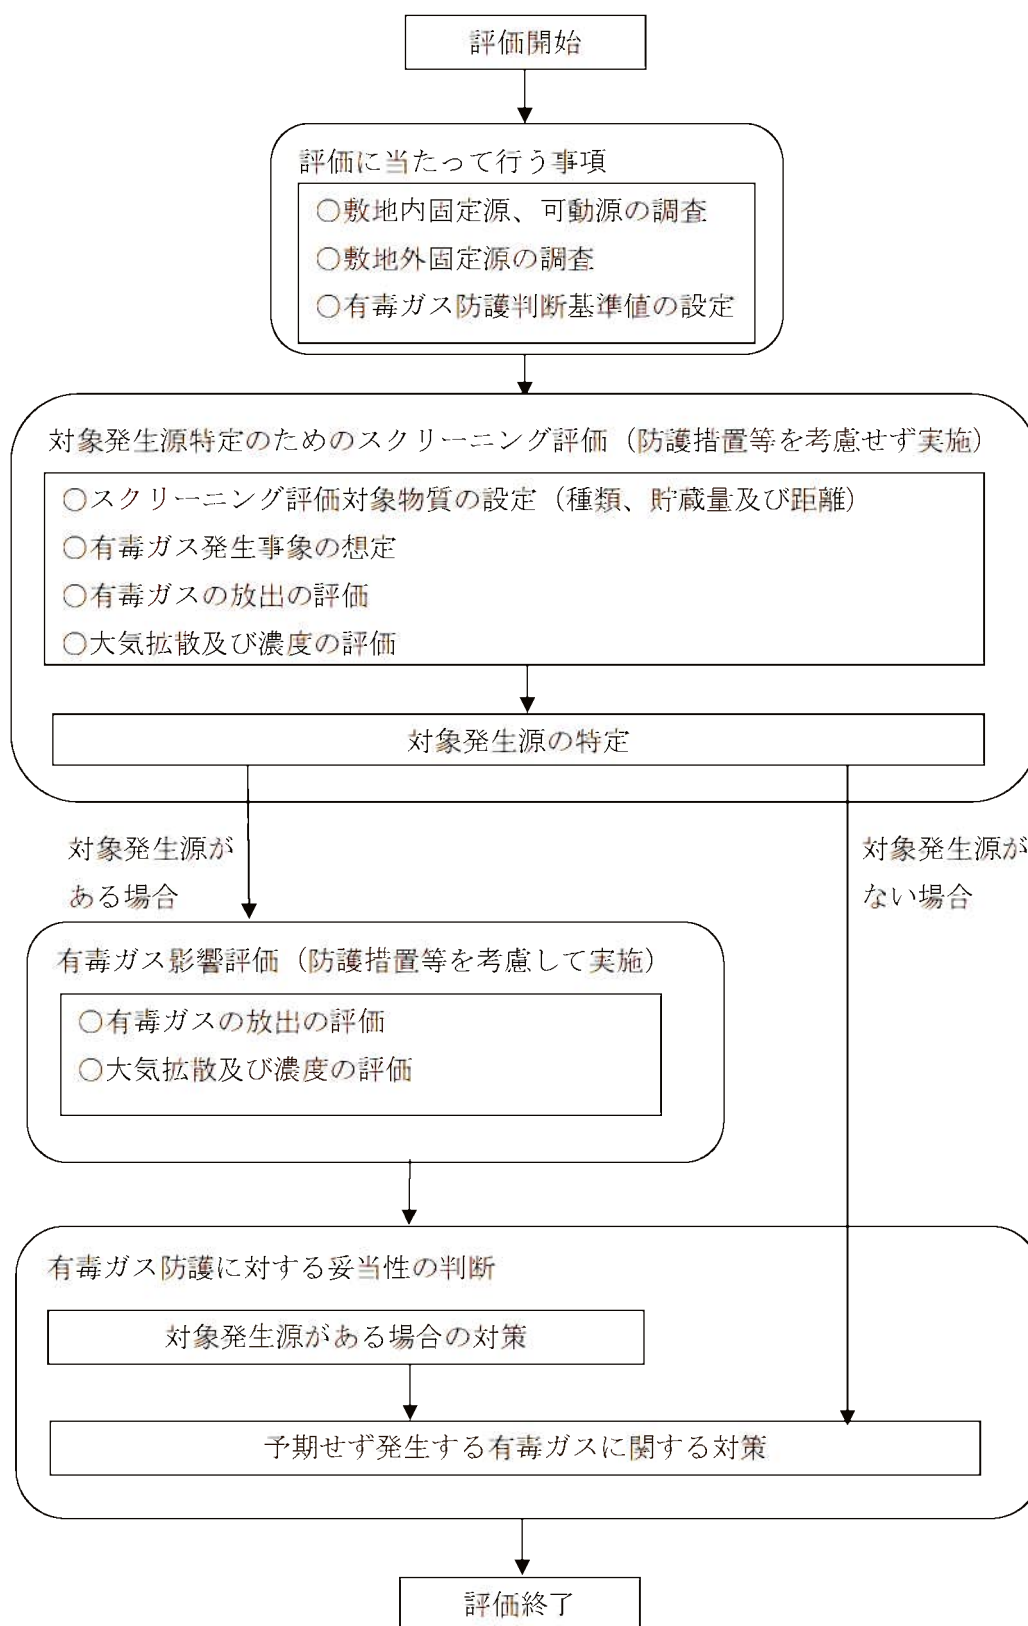 評価開始
評価に当たって行う事項
○敷地内固定源、可動源の調査
○敷地外固定源の調査
○有毒ガス防護判断基準値の設定
対象発生源特定のためのスクリーニング評価（防護措置等を考慮せず実施）
○スクリーニング評価対象物質の設定（種類、貯蔵量及び距離）
○有毒ガス発生事象の想定
○有毒ガスの放出の評価
○大気拡散及び濃度の評価
対象発生源の特定
対象発生源が
ある場合
対象発生源が
ない場合
有毒ガス影響評価（防護措置等を考慮して実施）
○有毒ガスの放出の評価
○大気拡散及び濃度の評価
有毒ガス防護に対する妥当性の判断
対象発生源がある場合の対策
予期せず発生する有毒ガスに関する対策
評価終了